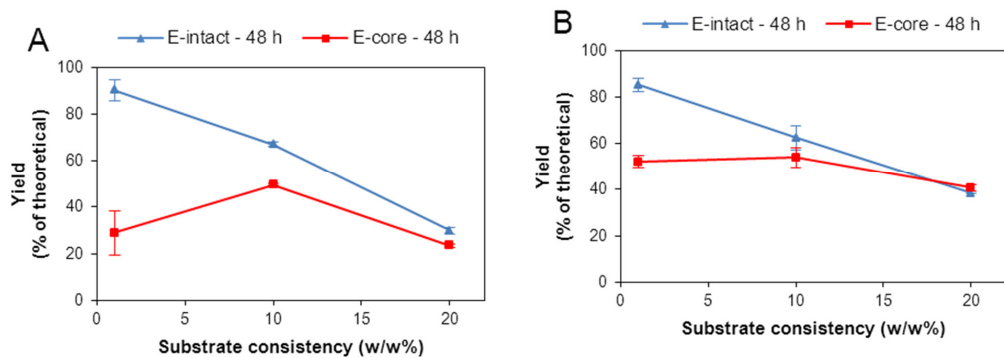 A
E-intact - 48 h
E-core - 48 h
100
80
60
40
20
0
Yield
(% of theoretical)
0
5
10
15
20
Substrate consistency (w/w%)
B
E-intact - 48 h
E-core - 48 h
100
80
60
40
20
0
Yield
(% of theoretical)
0
5
10
15
20
Substrate consistency (w/w%)